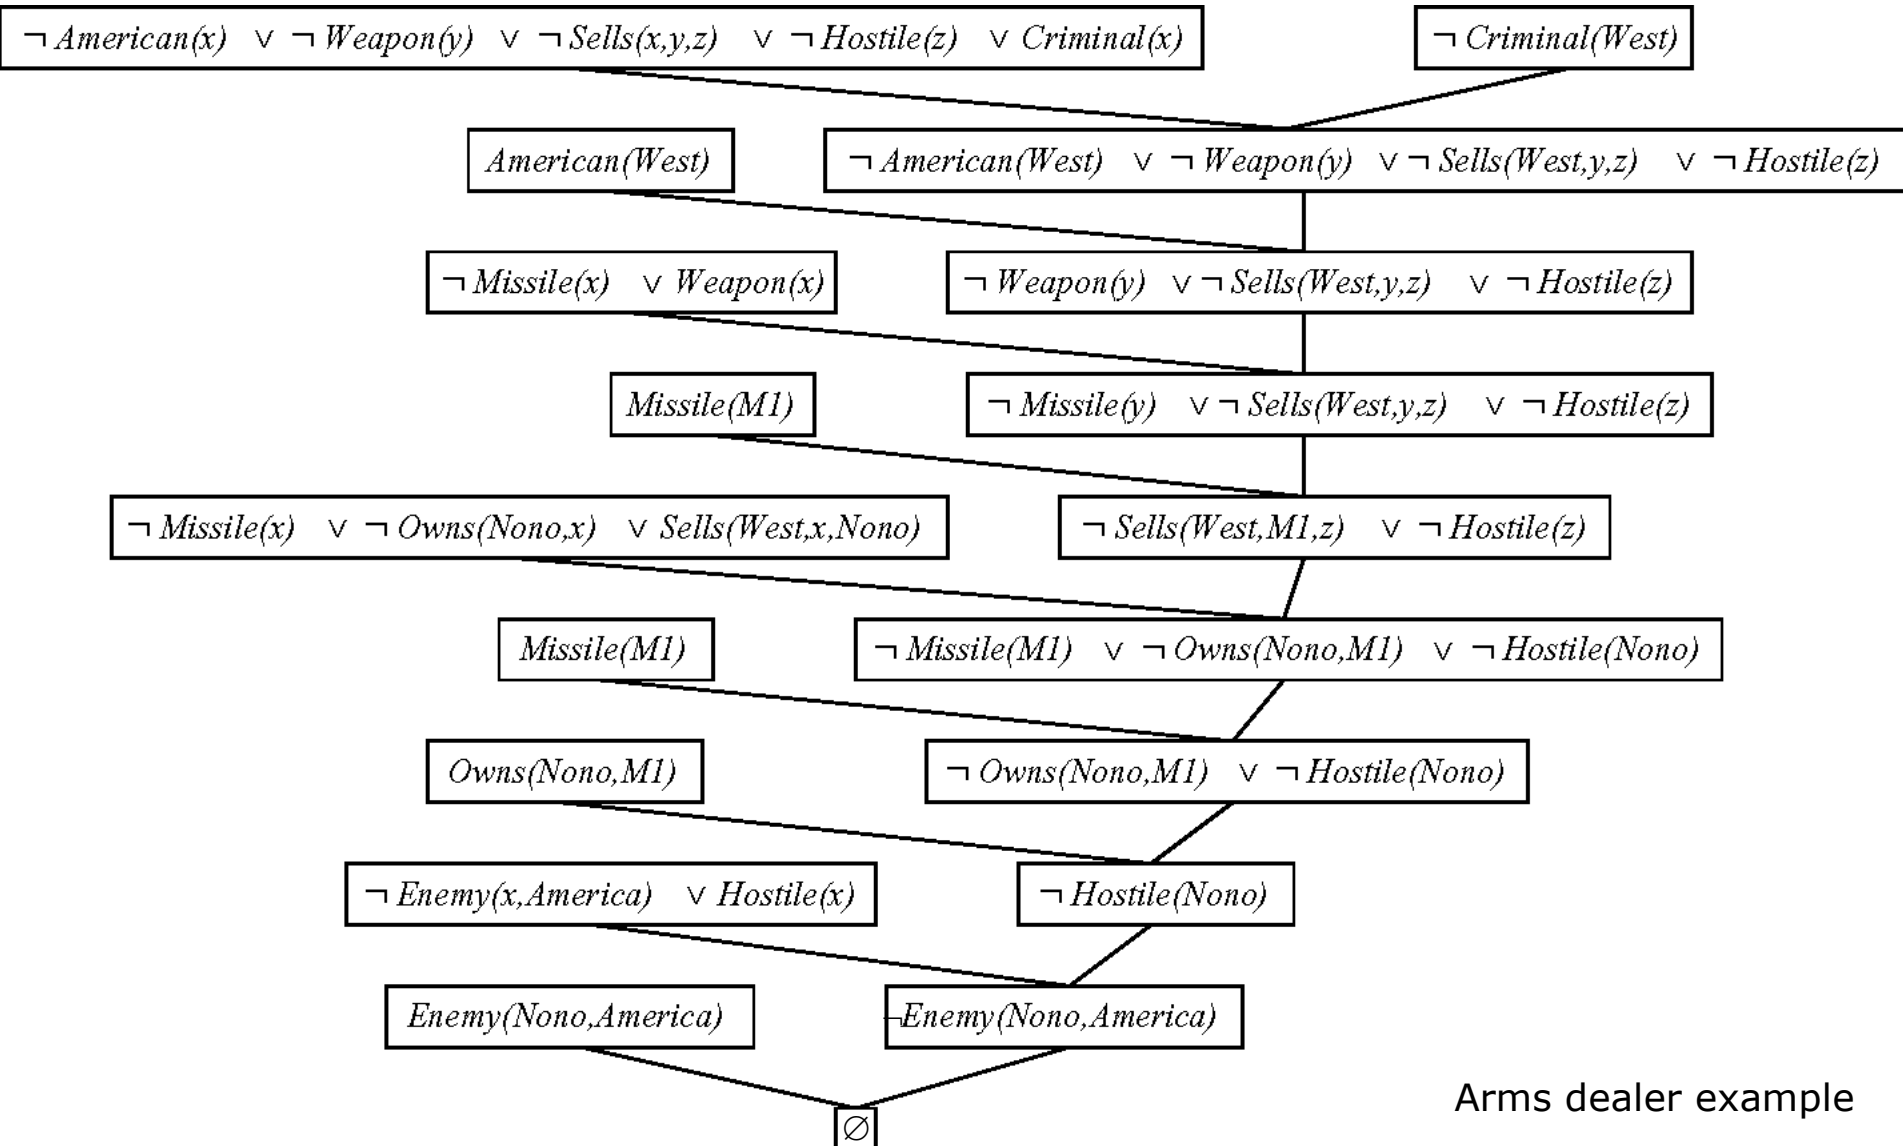 ¬ American(x) ∨ ¬ Weapon(y) ∨ ¬ Sells(x,y,z) ∨ ¬ Hostile(z) ∨ Criminal(x)
¬ Criminal(West)
American(West)
¬ American(West) ∨ ¬ Weapon(y) ∨ ¬ Sells(West,y,z) ∨ ¬ Hostile(z)
¬ Missile(x) ∨ Weapon(x)
¬ Weapon(y) ∨ ¬ Sells(West,y,z) ∨ ¬ Hostile(z)
Missile(M1)
¬ Missile(y) ∨ ¬ Sells(West,y,z) ∨ ¬ Hostile(z)
¬ Missile(x) ∨ ¬ Owns(Nono,x) ∨ Sells(West,x,Nono)
¬ Sells(West,M1,z) ∨ ¬ Hostile(z)
Missile(M1)
¬ Missile(M1) ∨ ¬ Owns(Nono,M1) ∨ ¬ Hostile(Nono)
Owns(Nono,M1)
¬ Owns(Nono,M1) ∨ ¬ Hostile(Nono)
¬ Enemy(x,America) ∨ Hostile(x)
¬ Hostile(Nono)
Enemy(Nono,America)
¬Enemy(Nono,America)
∅
Arms dealer example